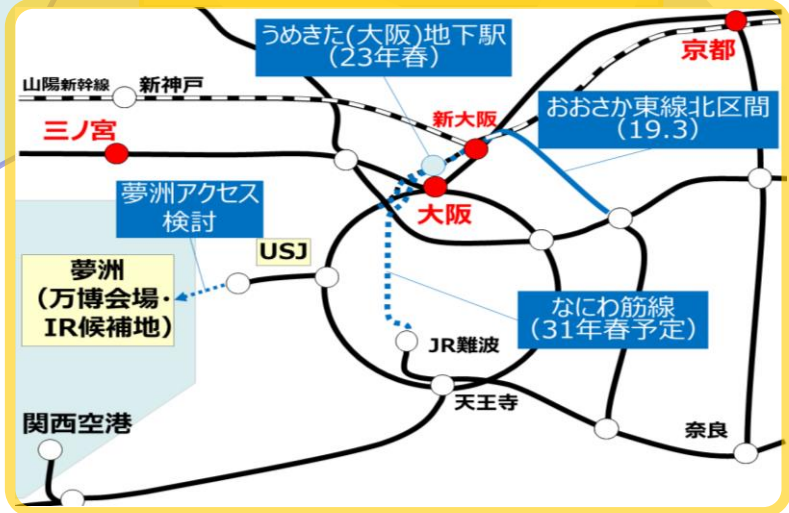 うめきた(大阪)地下駅
(23年春)
京都
山陽新幹線
新神戸
新大阪
おおさか東線北区間
(19.3)
三ノ宮
夢洲アクセス
検討
大阪
USJ
夢洲
(万博会場・
IR候補地)
なにわ筋線
(31年春予定)
JR難波
天王寺
関西空港
奈良